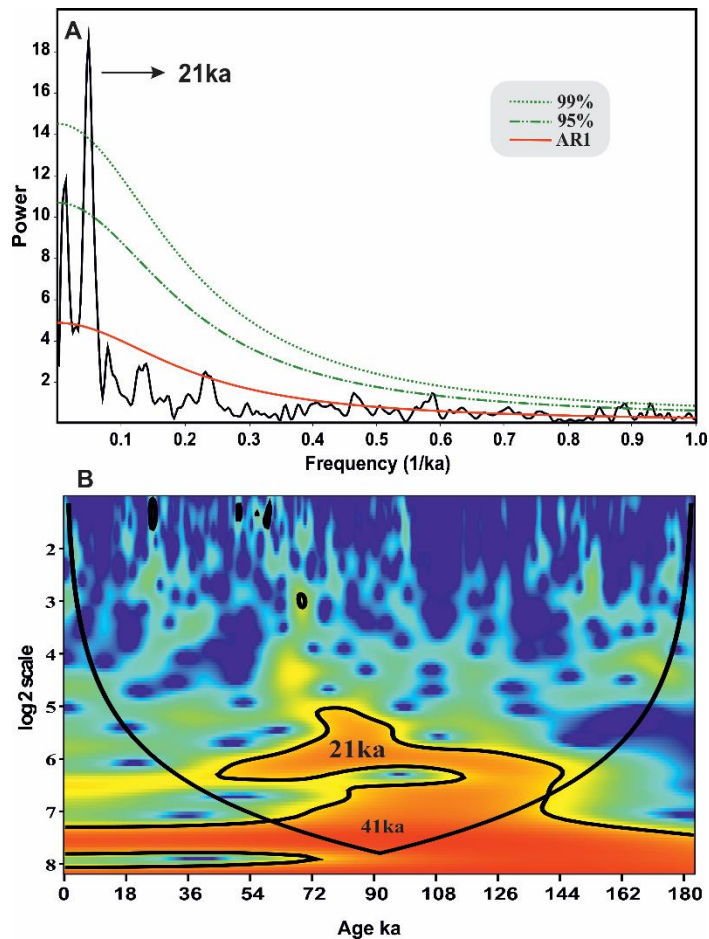 A
18
16
14
12
10
8
6
4
2
Power
21ka
99%
95%
AR1
0.1 0.2 0.3 0.4 0.5 0.6 0.7 0.8 0.9 1.0
Frequency (1/ka)
B
2
3
4
5
6
7
8
log2 scale
21ka
41ka
0 18 36 54 72 90 108 126 144 162 180
Age ka